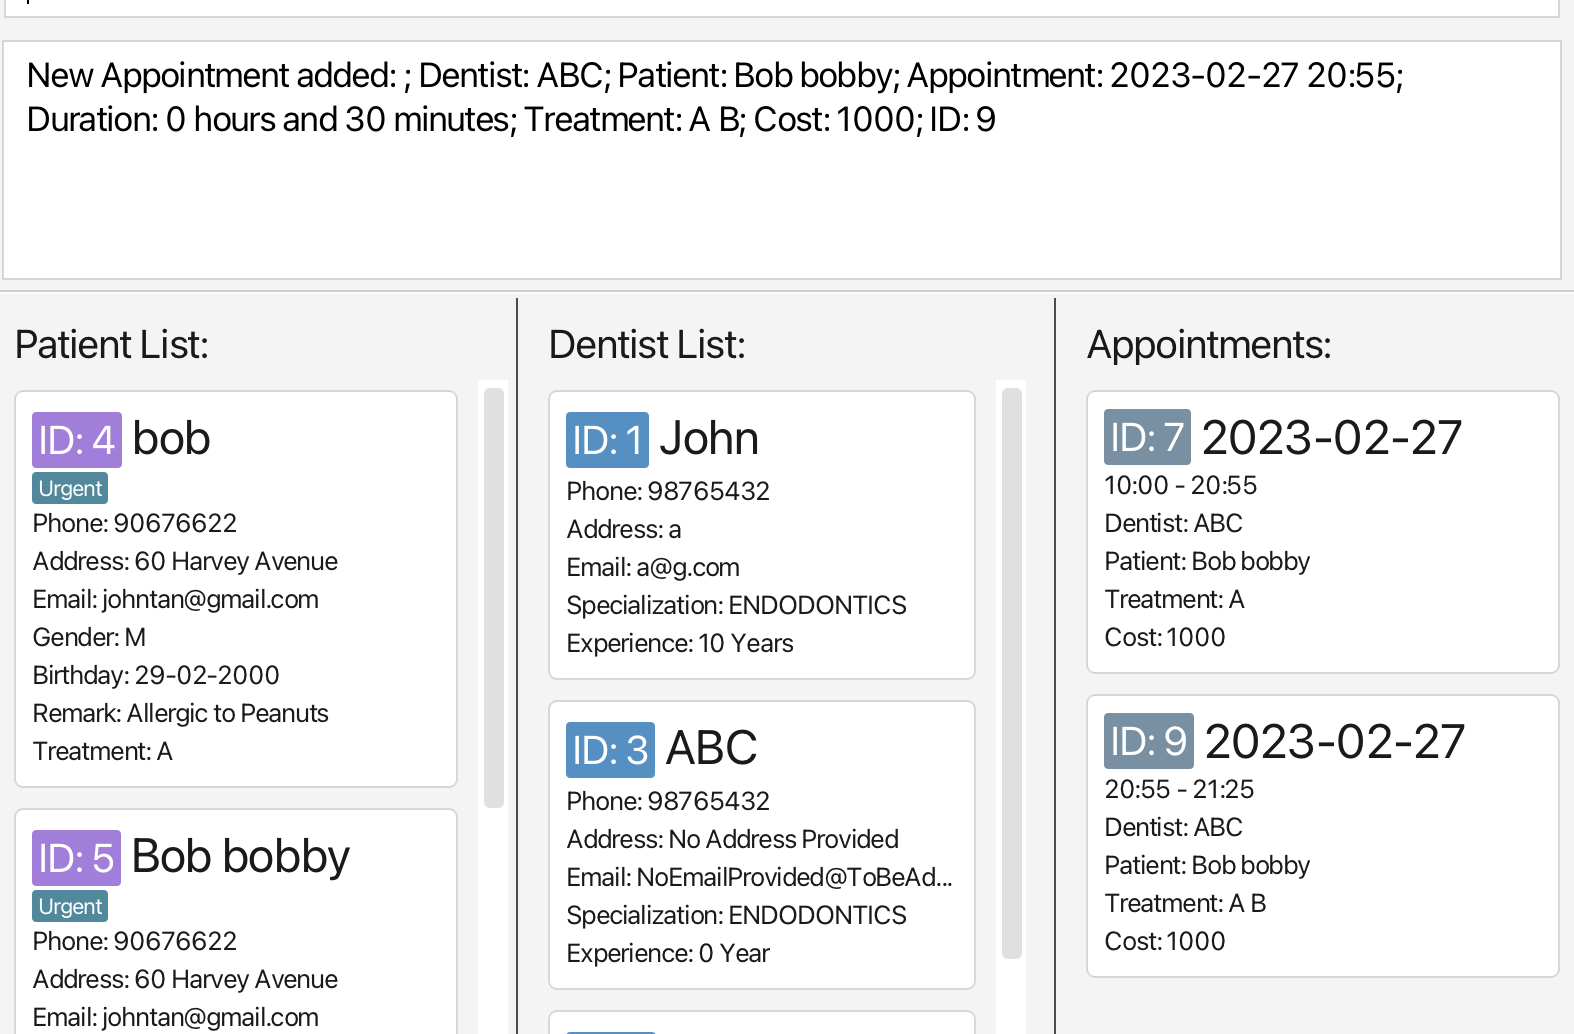 New Appointment added: ; Dentist: ABC; Patient: Bob bobby; Appointment: 2023-02-27 20:55;
Duration: 0 hours and 30 minutes; Treatment: A B; Cost: 1000; ID: 9
Patient List:
ID: 4 bob
Urgent
Phone: 90676622
Address: 60 Harvey Avenue
Email: johntan@gmail.com
Gender: M
Birthday: 29-02-2000
Remark: Allergic to Peanuts
Treatment: A
ID: 5 Bob bobby
Urgent
Phone: 90676622
Address: 60 Harvey Avenue
Email: johntan@gmail.com
Dentist List:
ID: 1 John
Phone: 98765432
Address: a
Email: a@g.com
Specialization: ENDODONTICS
Experience: 10 Years
ID: 3 ABC
Phone: 98765432
Address: No Address Provided
Email: NoEmailProvided@ToBeAd...
Specialization: ENDODONTICS
Experience: 0 Year
Appointments:
ID: 7 2023-02-27
10:00 - 20:55
Dentist: ABC
Patient: Bob bobby
Treatment: A
Cost: 1000
ID: 9 2023-02-27
20:55 - 21:25
Dentist: ABC
Patient: Bob bobby
Treatment: A B
Cost: 1000